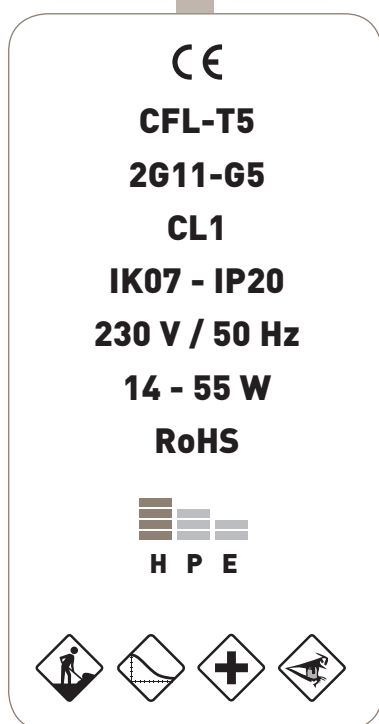 CE
CFL-T5
2G11-G5
CL1
IK07 - IP20
230 V / 50 Hz
14 - 55 W
RoHS
H P E